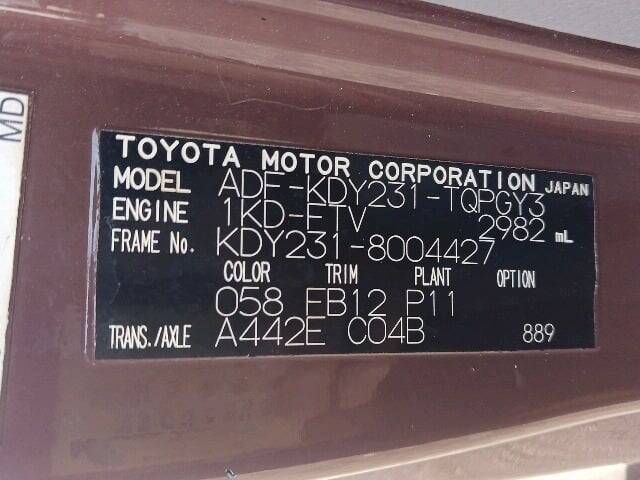 MD
TOYOTA MOTOR CORPORATION JAPAN
MODEL ADF-KDY231-TQPGY3
ENGINE 1KD-FTV 2982 mL
FRAME No. KDY231-8004427
COLOR TRIM PLANT OPTION
058 FB12 P11
TRANS./AXLE A442E C04B 889